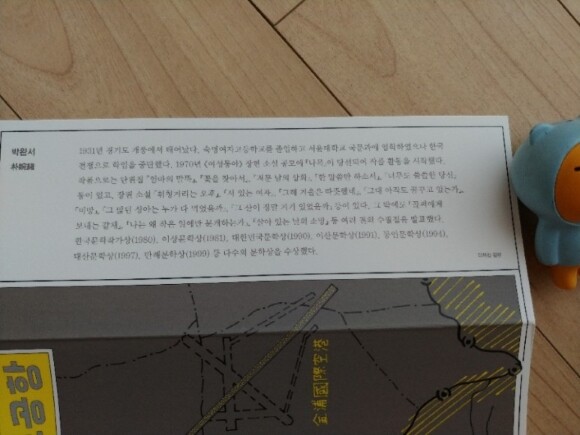 박완서
朴婉緖
1931년 경기도 개풍에서 태어났다. 숙명여자고등학교를 졸업하고 서울대학교 국문과에 입학하였으나 한국
전쟁으로 학업을 중단했다. 1970년 《여성동아》 장편 소설 공모에 『나목』이 당선되어 작품 활동을 시작했다.
작품으로는 단편집 『엄마의 말뚝』, 『꽃을 찾아서』, 『저문 날의 삽화』, 『한 말씀만 하소서』, 『너무도 쓸쓸한 당신』
등이 있고, 장편 소설 『휘청거리는 오후』, 『서 있는 여자』, 『그해 겨울은 따뜻했네』, 『그대 아직도 꿈꾸고 있는가』,
『미망』, 『그 많던 싱아는 누가 다 먹었을까』, 『그 산이 정말 거기 있었을까』 등이 있다. 그 밖에도
보내는 갈채』, 『나는 왜 작은 일에만 분개하는가』, 등 여러 권의 수필집을 발표했다.
한국문학작가상(1980), 이상문학상(1981), 대한민국문학상(1990), 이산문학상(1991), 동인문학상(1994),
대산문학상(1997), 만해문학상(1999) 등 다수의 문학상을 수상했다.
金浦國際空港
공항